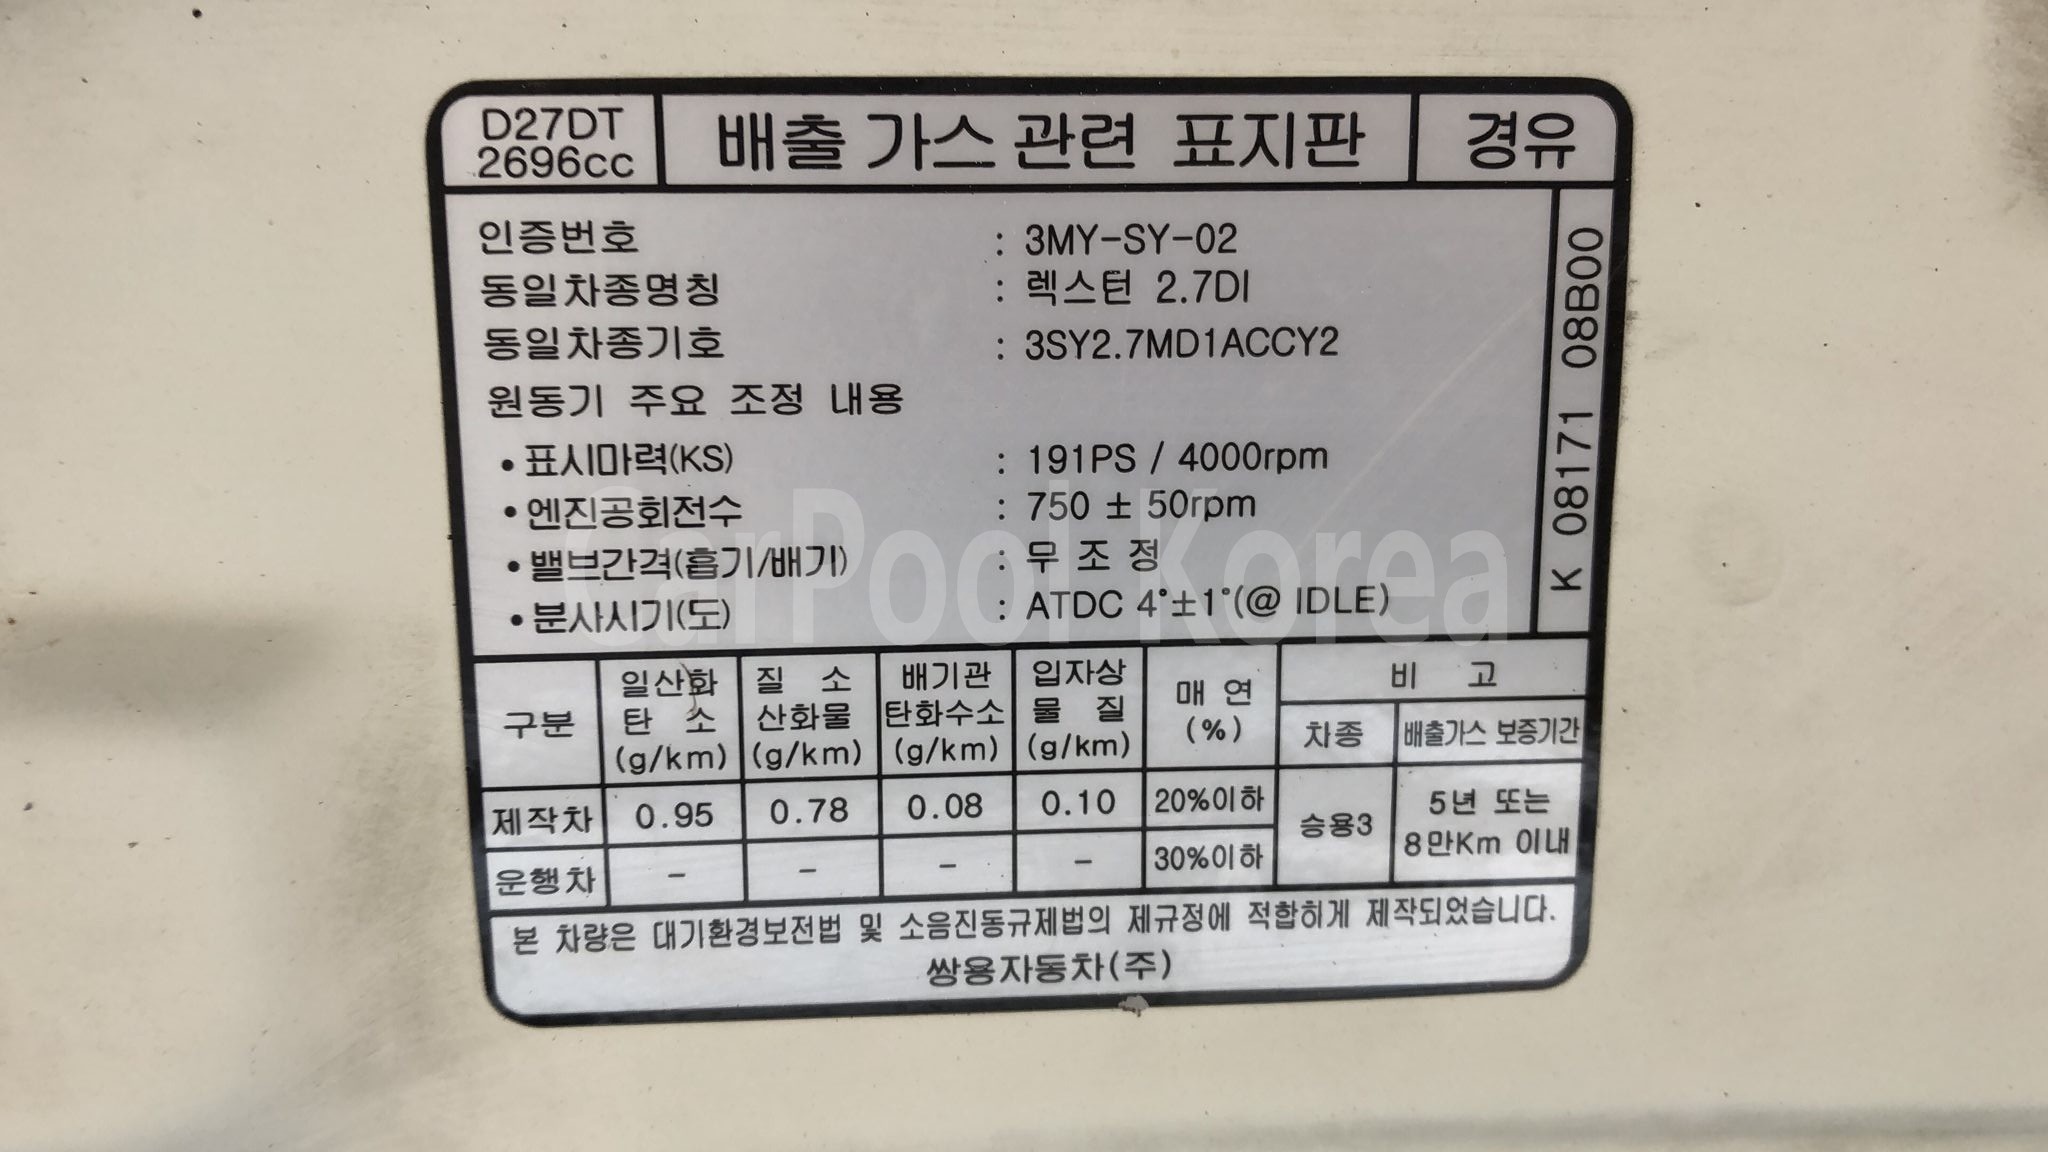 D27DT
2696cc
배출 가스 관련 표지판
경유
인증번호 : 3MY-SY-02
동일차종명칭 : 렉스턴 2.7DI
동일차종기호 : 3SY2.7MD1ACCY2
원동기 주요 조정 내용
• 표시마력(KS) : 191PS / 4000rpm
• 엔진공회전수 : 750 ± 50rpm
• 밸브간격(흡기/배기) : 무 조 정
• 분사시기(도) : ATDC 4°±1°(@ IDLE)
K 08171 08B00
CarPool Korea
구분
일산화
탄 소
(g/km)
질 소
산화물
(g/km)
배기관
탄화수소
(g/km)
입자상
물 질
(g/km)
매 연
(%)
비 고
차종
배출가스 보증기간
제작차 0.95 0.78 0.08 0.10 20%이하
운행차 - - - - 30%이하
승용3
5년 또는
8만Km 이내
본 차량은 대기환경보전법 및 소음진동규제법의 제규정에 적합하게 제작되었습니다.
쌍용자동차(주)